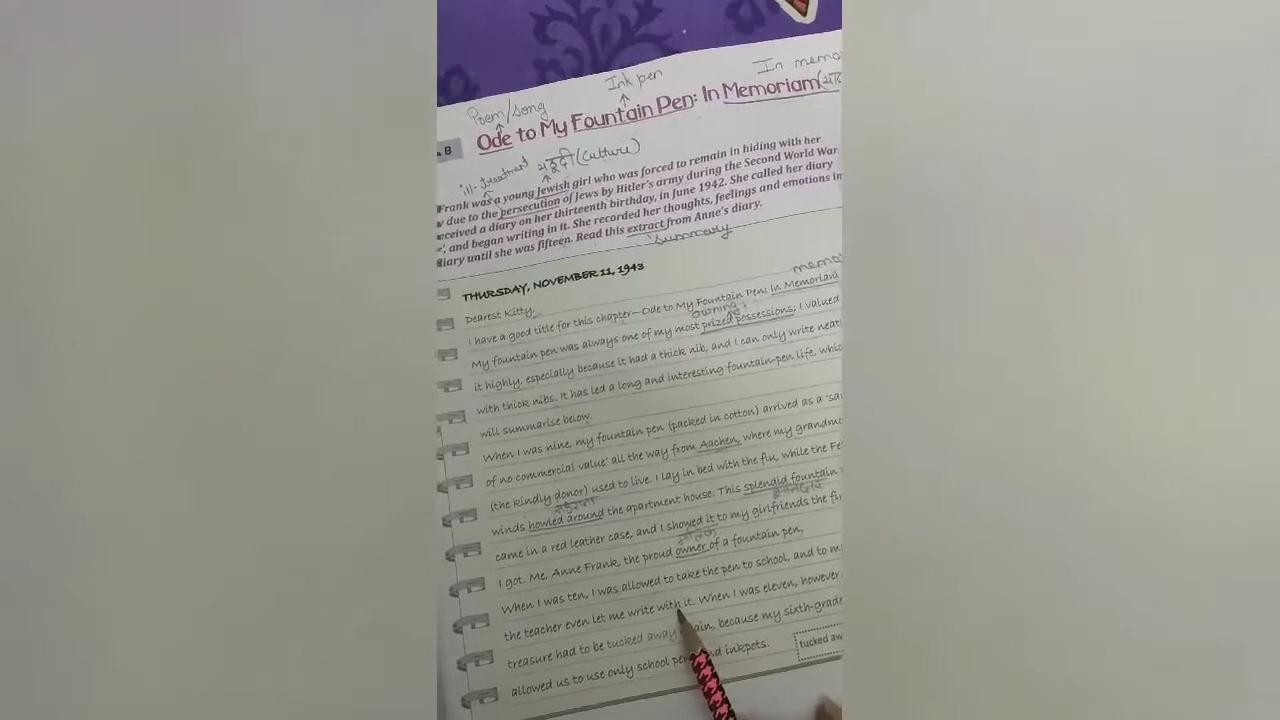 Ink pen
In memo
Poem/song
B
Ode to My Fountain Pen: In Memoriam
ill-treatment यहूदी (culture)
Frank was a young Jewish girl who was forced to remain in hiding with her
due to the persecution of Jews by Hitler's army during the Second World War
eceived a diary on her thirteenth birthday, in June 1942. She called her diary
and began writing in it. She recorded her thoughts, feelings and emotions in
diary until she was fifteen. Read this extract from Anne's diary.
summary
THURSDAY, NOVEMBER 11, 1943
memo
Dearest Kitty,
I have a good title for this chapter—Ode to My Fountain Pen: In Memoriam
owning
My fountain pen was always one of my most prized possessions; I valued
it highly, especially because it had a thick nib, and I can only write neat
with thick nibs. It has led a long and interesting fountain-pen life, whic
will summarise below.
When I was nine, my fountain pen (packed in cotton) arrived as a 'sa
of no commercial value' all the way from Aachen, where my grandmo
(the kindly donor) used to live. I lay in bed with the flu, while the Fe
winds howled around the apartment house. This splendid fountain
came in a red leather case, and I showed it to my girlfriends the fir
मालिक
I got. Me, Anne Frank, the proud owner of a fountain pen,
When I was ten, I was allowed to take the pen to school, and to my
the teacher even let me write with it. When I was eleven, however,
treasure had to be tucked away ain, because my sixth-grade
allowed us to use only school pe nd inkpots.
tucked aw